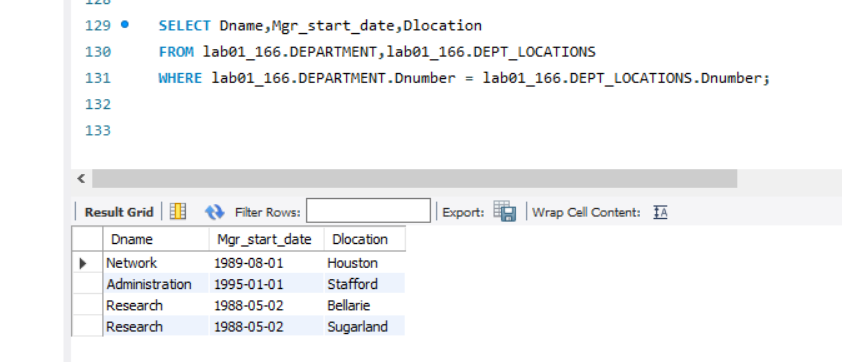 128
129 SELECT Dname,Mgr_start_date,Dlocation
130 FROM lab01_166.DEPARTMENT,lab01_166.DEPT_LOCATIONS
131 WHERE lab01_166.DEPARTMENT.Dnumber = lab01_166.DEPT_LOCATIONS.Dnumber;
132
133
Result Grid Filter Rows: Export: Wrap Cell Content: IA
Dname Mgr_start_date Dlocation
Network 1989-08-01 Houston
Administration 1995-01-01 Stafford
Research 1988-05-02 Bellarie
Research 1988-05-02 Sugarland